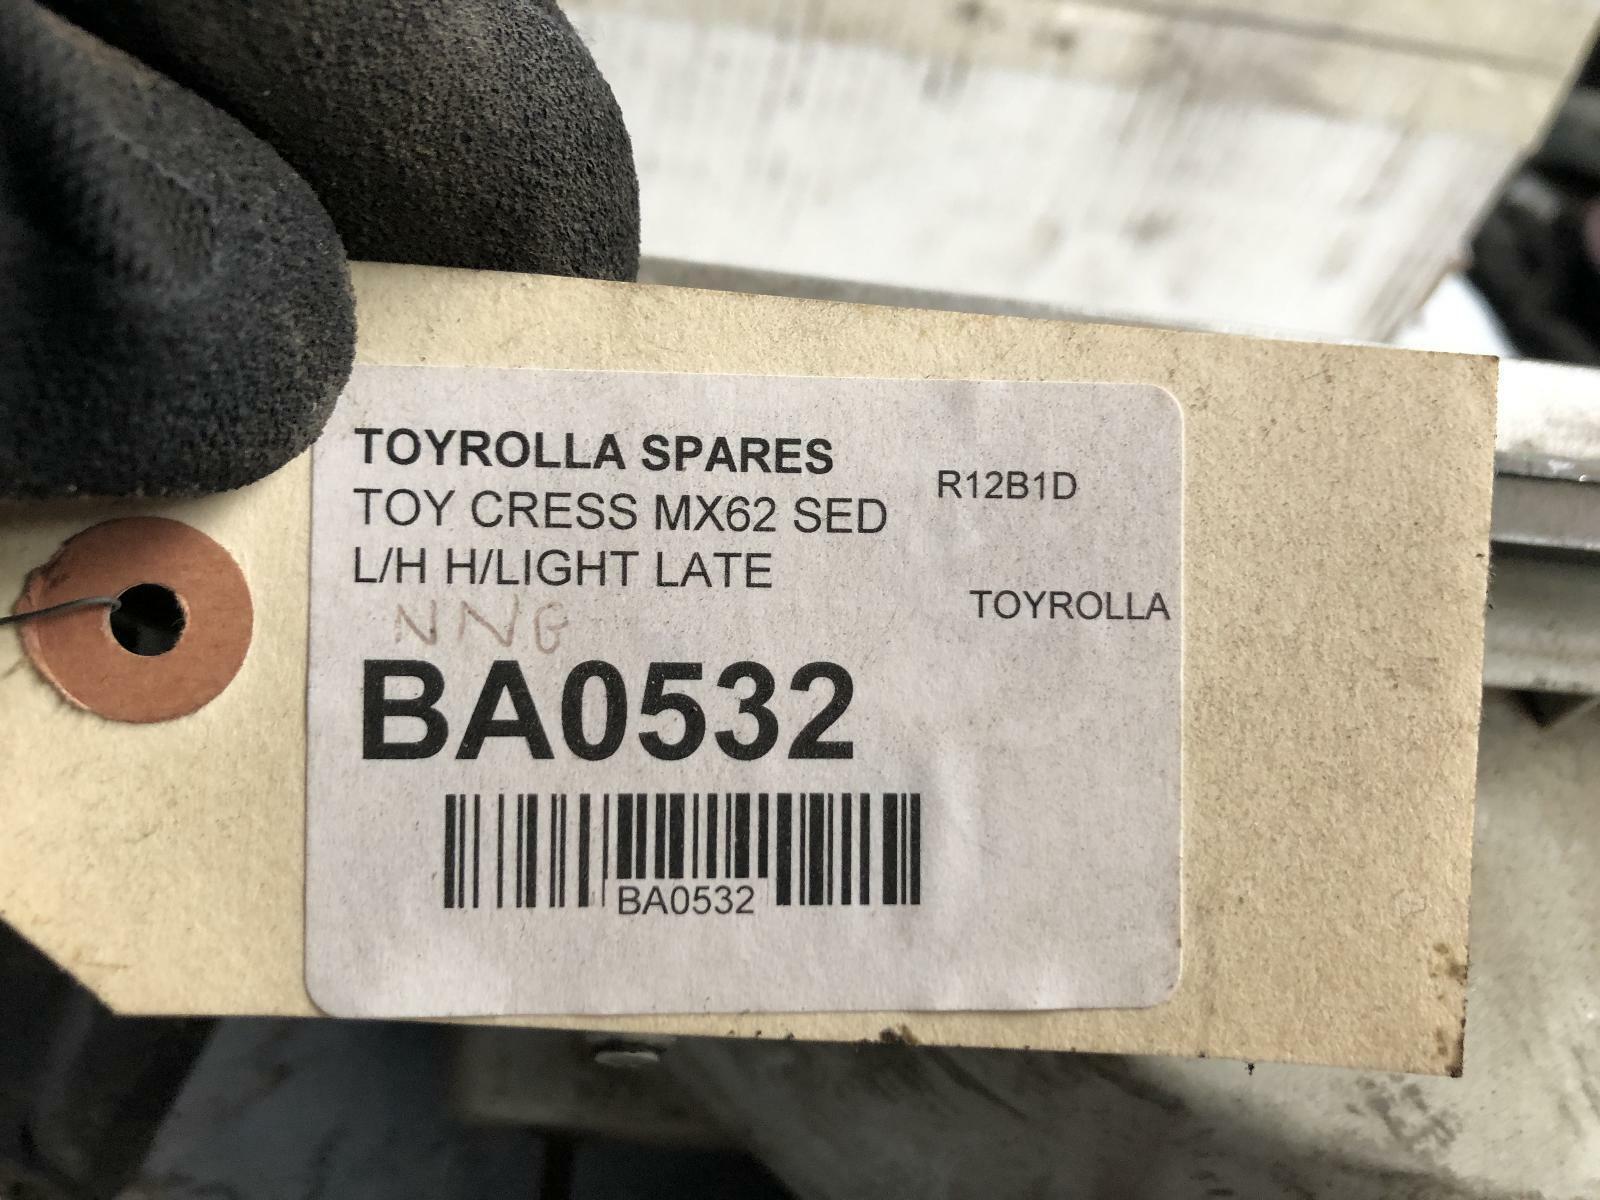 TOYROLLA SPARES
R12B1D
TOY CRESS MX62 SED
L/H H/LIGHT LATE
TOYROLLA
NNG
BA0532
BA0532